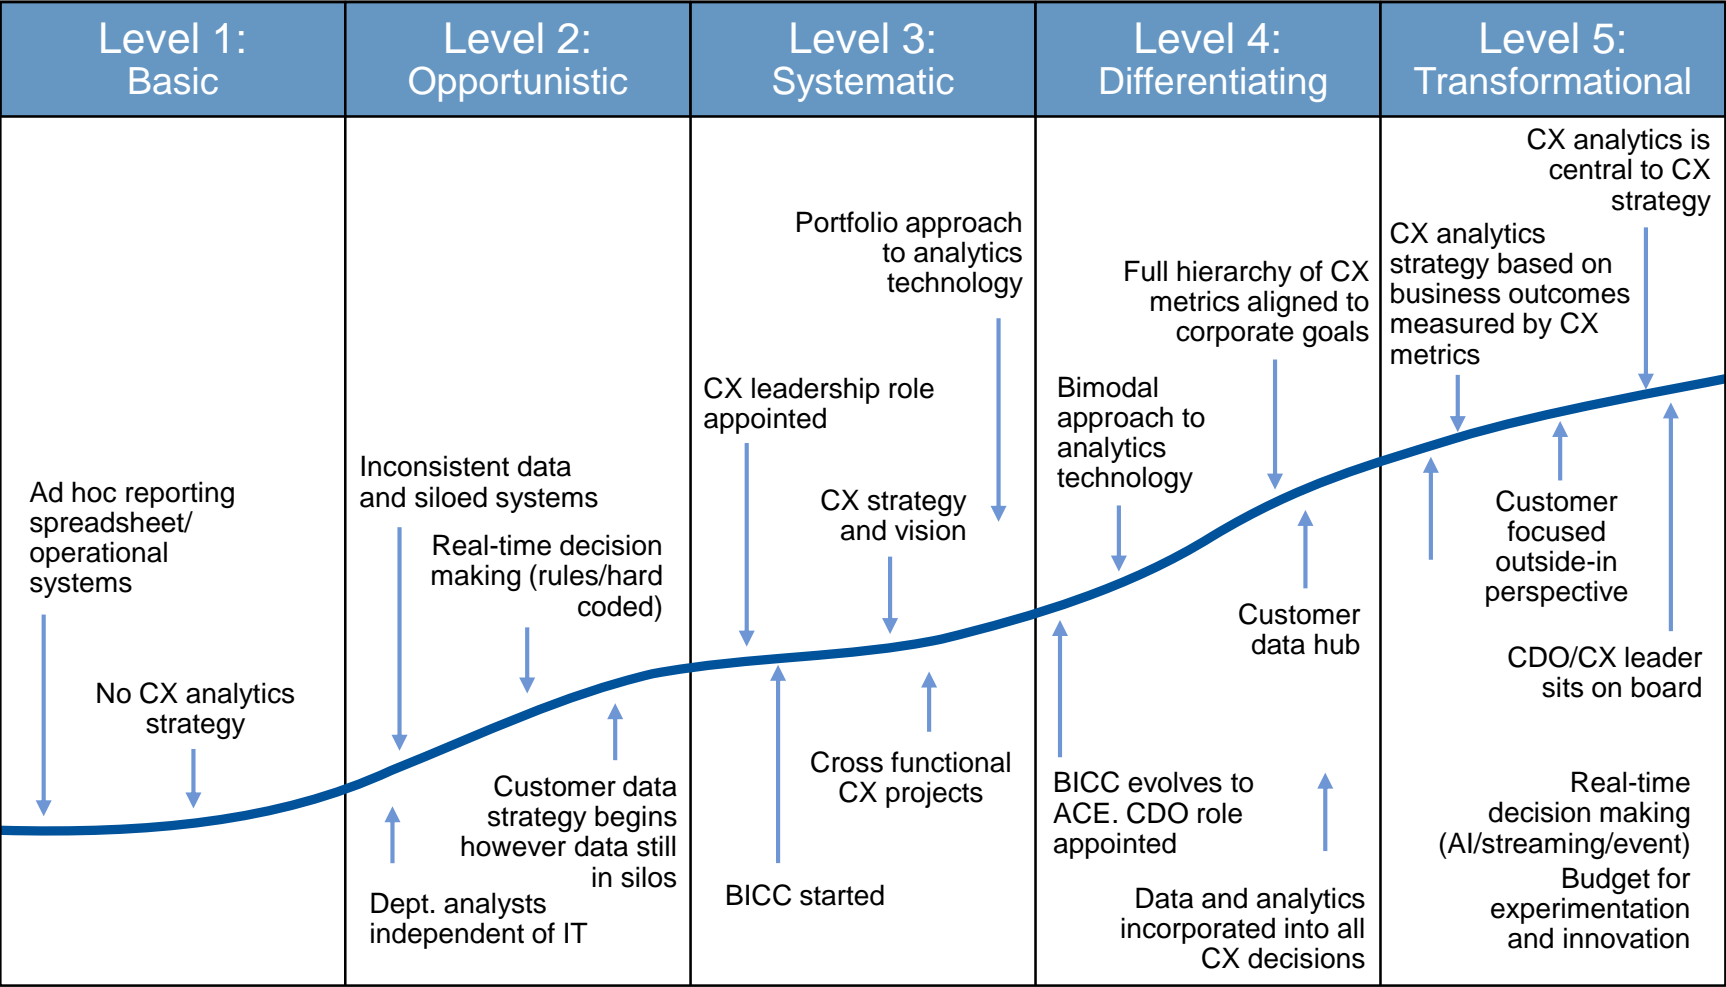 Level 1:
Basic
Level 2:
Opportunistic
Level 3:
Systematic
Level 4:
Differentiating
Level 5:
Transformational
Ad hoc reporting
spreadsheet/
operational
systems
No CX analytics
strategy
Inconsistent data
and siloed systems
Real-time decision
making (rules/hard
coded)
Customer data
strategy begins
however data still
in silos
Dept. analysts
independent of IT
Portfolio approach
to analytics
technology
CX leadership role
appointed
CX strategy
and vision
Cross functional
CX projects
BICC started
Full hierarchy of CX
metrics aligned to
corporate goals
Bimodal
approach to
analytics
technology
Customer
data hub
BICC evolves to
ACE. CDO role
appointed
Data and analytics
incorporated into all
CX decisions
CX analytics is
central to CX
strategy
CX analytics
strategy based on
business outcomes
measured by CX
metrics
Customer
focused
outside-in
perspective
CDO/CX leader
sits on board
Real-time
decision making
(AI/streaming/event)
Budget for
experimentation
and innovation